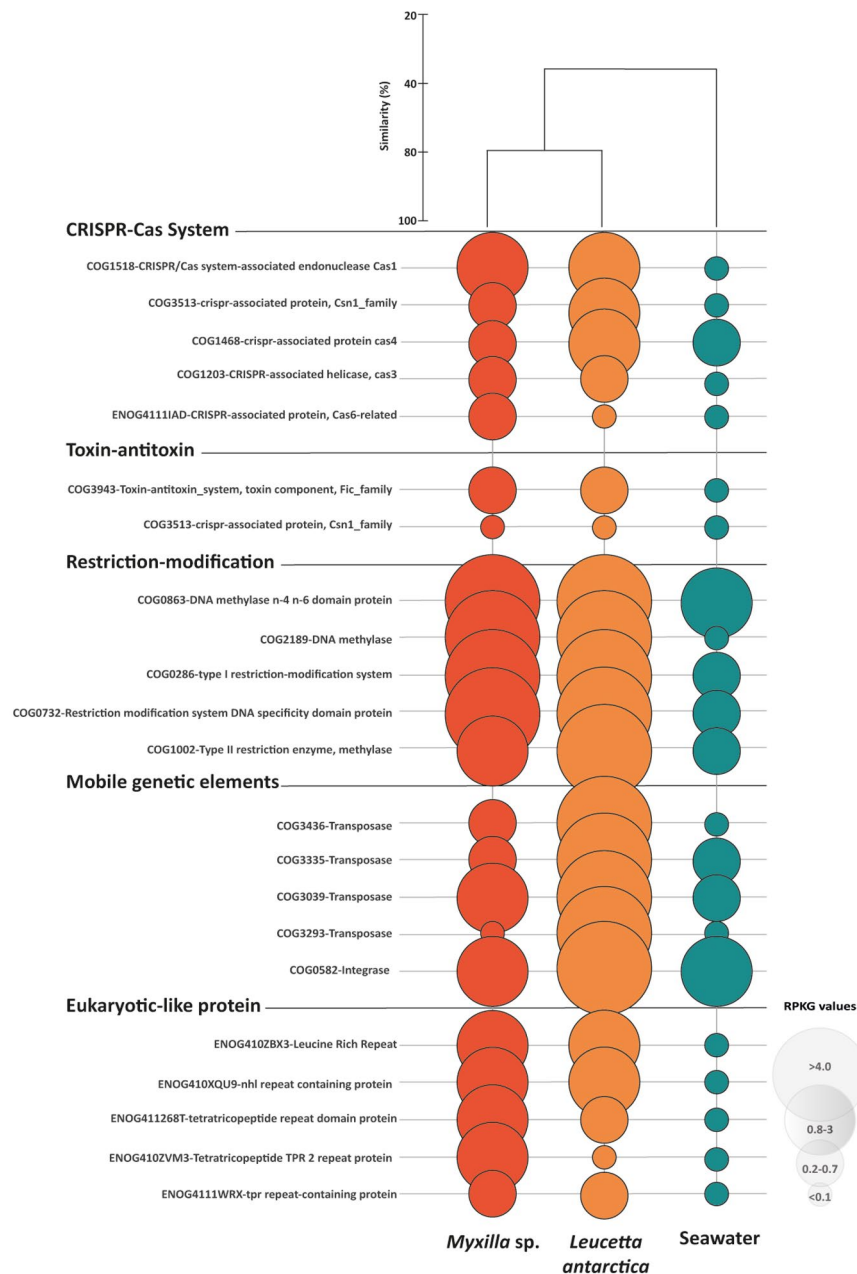 20
40
80
100
Similarity (%)
CRISPR-Cas System
COG1518-CRISPR/Cas system-associated endonuclease Cas1
COG3513-crispr-associated protein, Csn1_family
COG1468-crispr-associated protein cas4
COG1203-CRISPR-associated helicase, cas3
ENOG4111IAD-CRISPR-associated protein, Cas6-related
Toxin-antitoxin
COG3943-Toxin-antitoxin_system, toxin component, Fic_family
COG3513-crispr-associated protein, Csn1_family
Restriction-modification
COG0863-DNA methylase n-4 n-6 domain protein
COG2189-DNA methylase
COG0286-type I restriction-modification system
COG0732-Restriction modification system DNA specificity domain protein
COG1002-Type II restriction enzyme, methylase
Mobile genetic elements
COG3436-Transposase
COG3335-Transposase
COG3039-Transposase
COG3293-Transposase
COG0582-Integrase
Eukaryotic-like protein
ENOG410ZBX3-Leucine Rich Repeat
ENOG410XQU9-nhl repeat containing protein
ENOG411268T-tetratricopeptide repeat domain protein
ENOG410ZVM3-Tetratricopeptide TPR 2 repeat protein
ENOG4111WRX-tpr repeat-containing protein
RPKG values
>4.0
0.8-3
0.2-0.7
<0.1
Myxilla sp.
Leucetta
antarctica
Seawater